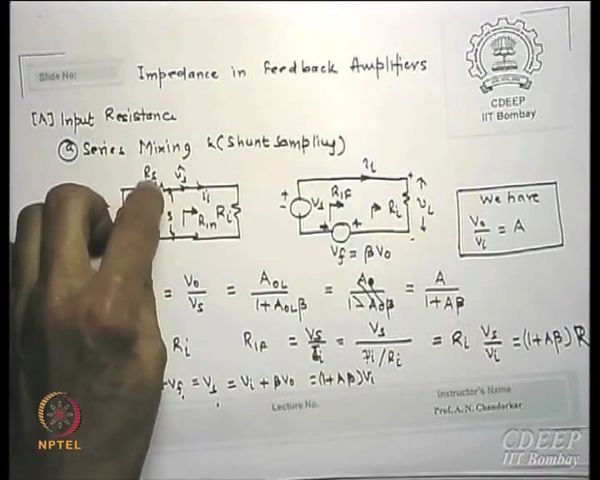 Slide No: Impedance in Feedback Amplifiers
CDEEP
IIT Bombay
[A] Input Resistance
(a) Series Mixing &(Shunt Sampling)
Rs ii Rin Ri
+ - Vs RIF ii Ri + Vi -
Vf = βVo
We have
Vo/Vi = A
= Vo/Vs = AOL/(1+AOLβ) = = A/(1+Aβ)
Ri RIF = Vs/Ii = Vs/(Vi/Ri) = Ri Vs/Vi = (1+Aβ) R
= Vs = Vi + βVo = (1+Aβ)Vi
Lecture No.
Instructor's Name
Prof. A. N. Chandorkar
NPTEL
CDEEP
IIT Bombay